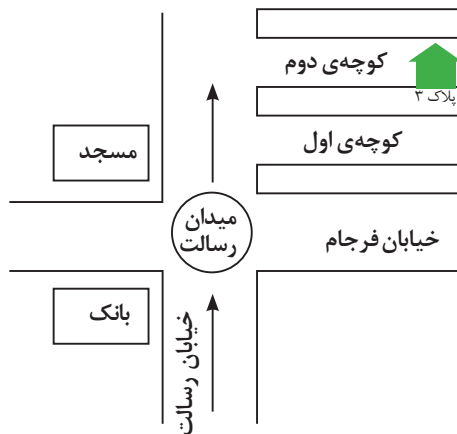 کوچه‌ی دوم
پلاک ۳
کوچه‌ی اول
مسجد
میدان
رسالت
خیابان فرجام
بانک
خیابان رسالت